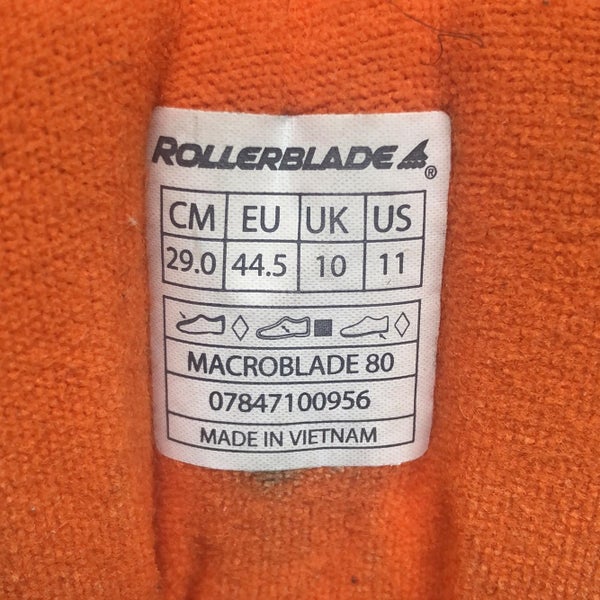 ROLLERBLADE ®
CM EU UK US
29.0 44.5 10 11
MACROBLADE 80
07847100956
MADE IN VIETNAM